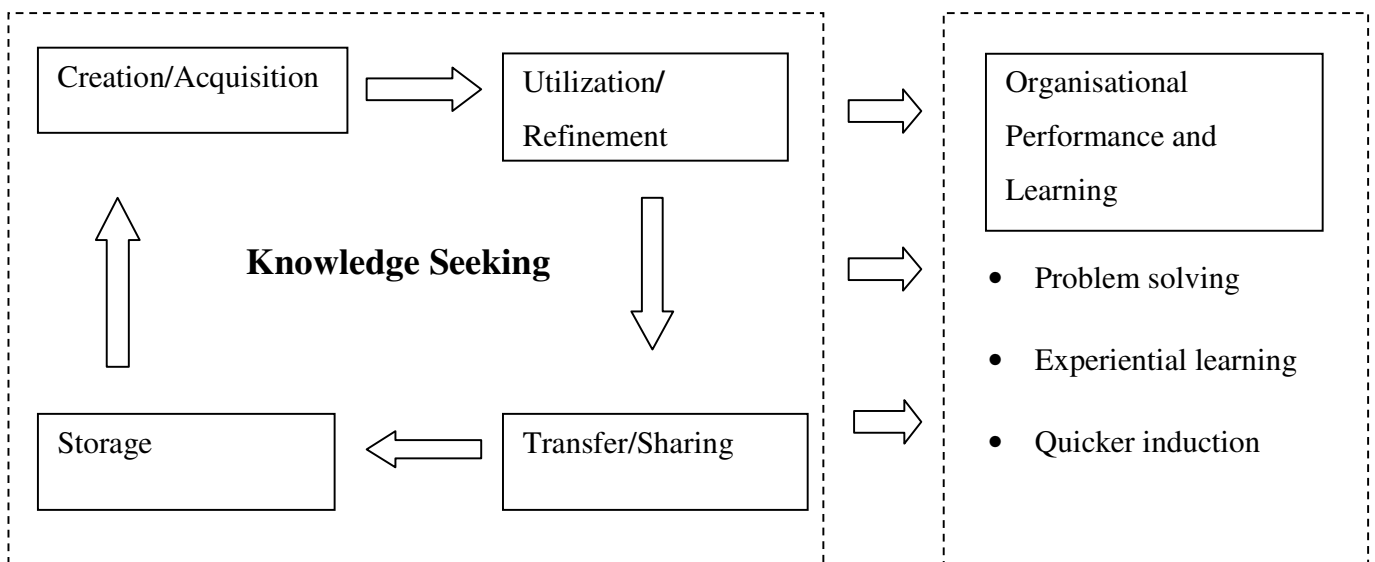 Creation/Acquisition
Utilization/
Refinement
Knowledge Seeking
Storage
Transfer/Sharing
Organisational
Performance and
Learning
• Problem solving
• Experiential learning
• Quicker induction